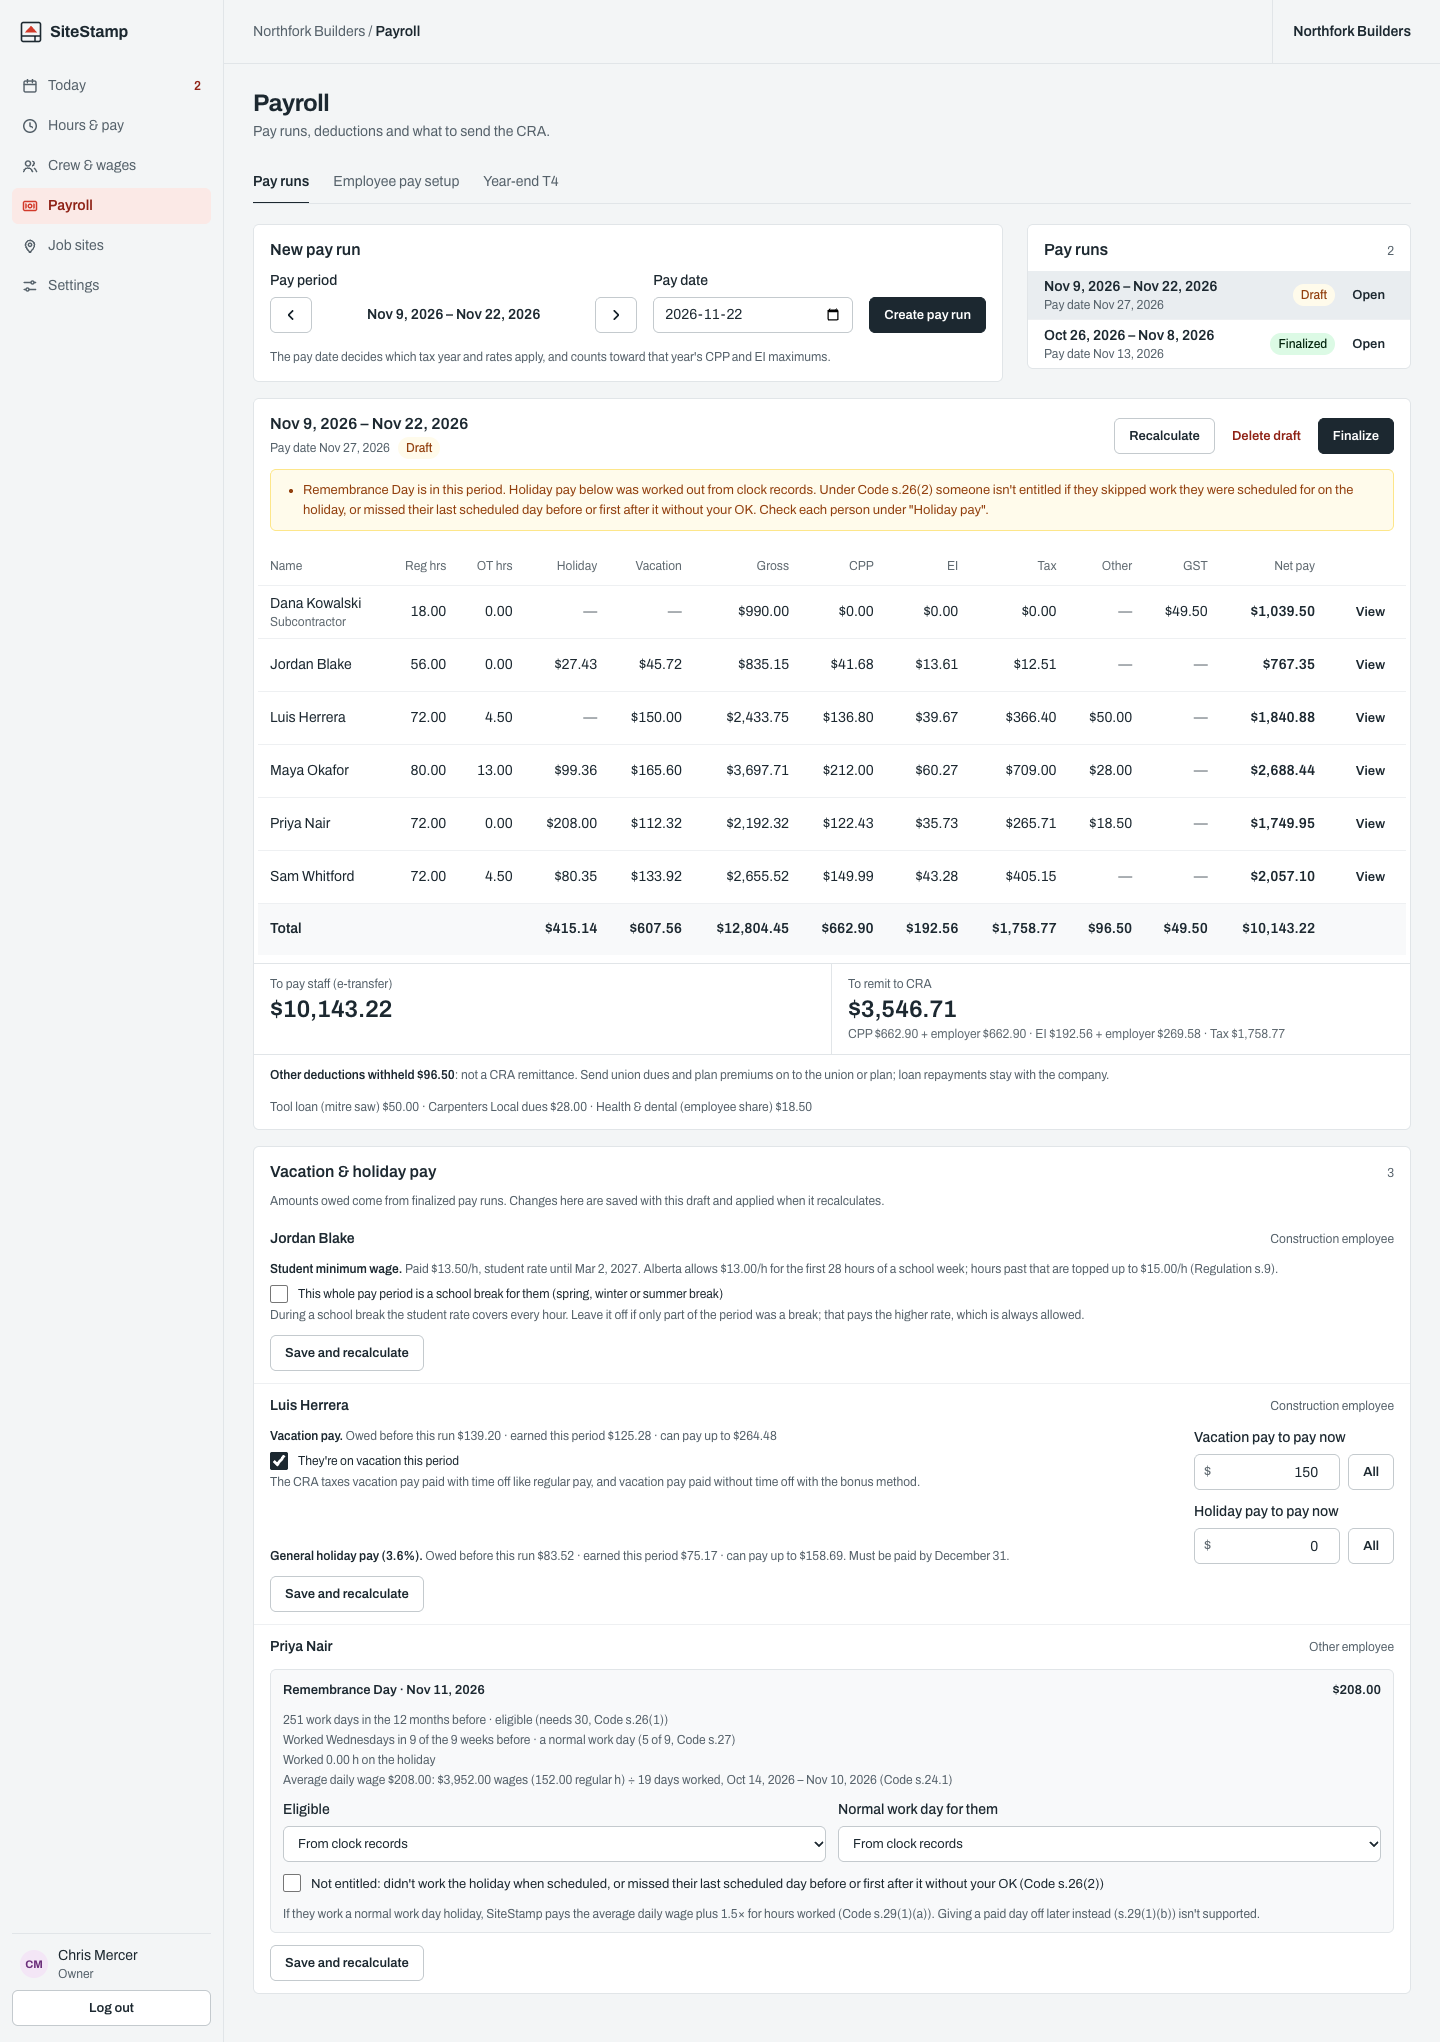 SiteStamp
Northfork Builders / Payroll
Northfork Builders
Today 2
Hours & pay
Crew & wages
Payroll
Job sites
Settings
Payroll
Pay runs, deductions and what to send the CRA.
Pay runs Employee pay setup Year-end T4
New pay run
Pay period Pay date
Nov 9, 2026 – Nov 22, 2026 2026-11-22 Create pay run
The pay date decides which tax year and rates apply, and counts toward that year's CPP and EI maximums.
Pay runs 2
Nov 9, 2026 – Nov 22, 2026
Pay date Nov 27, 2026
Draft Open
Oct 26, 2026 – Nov 8, 2026
Pay date Nov 13, 2026
Finalized Open
Nov 9, 2026 – Nov 22, 2026
Pay date Nov 27, 2026 Draft
Recalculate Delete draft Finalize
• Remembrance Day is in this period. Holiday pay below was worked out from clock records. Under Code s.26(2) someone isn't entitled if they skipped work they were scheduled for on the
holiday, or missed their last scheduled day before or first after it without your OK. Check each person under "Holiday pay".
Name Reg hrs OT hrs Holiday Vacation Gross CPP EI Tax Other GST Net pay
Dana Kowalski 18.00 0.00 — — $990.00 $0.00 $0.00 $0.00 — $49.50 $1,039.50 View
Subcontractor
Jordan Blake 56.00 0.00 $27.43 $45.72 $835.15 $41.68 $13.61 $12.51 — — $767.35 View
Luis Herrera 72.00 4.50 — $150.00 $2,433.75 $136.80 $39.67 $366.40 $50.00 — $1,840.88 View
Maya Okafor 80.00 13.00 $99.36 $165.60 $3,697.71 $212.00 $60.27 $709.00 $28.00 — $2,688.44 View
Priya Nair 72.00 0.00 $208.00 $112.32 $2,192.32 $122.43 $35.73 $265.71 $18.50 — $1,749.95 View
Sam Whitford 72.00 4.50 $80.35 $133.92 $2,655.52 $149.99 $43.28 $405.15 — — $2,057.10 View
Total $415.14 $607.56 $12,804.45 $662.90 $192.56 $1,758.77 $96.50 $49.50 $10,143.22
To pay staff (e-transfer)
$10,143.22
To remit to CRA
$3,546.71
CPP $662.90 + employer $662.90 · EI $192.56 + employer $269.58 · Tax $1,758.77
Other deductions withheld $96.50: not a CRA remittance. Send union dues and plan premiums on to the union or plan; loan repayments stay with the company.
Tool loan (mitre saw) $50.00 · Carpenters Local dues $28.00 · Health & dental (employee share) $18.50
Vacation & holiday pay 3
Amounts owed come from finalized pay runs. Changes here are saved with this draft and applied when it recalculates.
Jordan Blake Construction employee
Student minimum wage. Paid $13.50/h, student rate until Mar 2, 2027. Alberta allows $13.00/h for the first 28 hours of a school week; hours past that are topped up to $15.00/h (Regulation s.9).
This whole pay period is a school break for them (spring, winter or summer break)
During a school break the student rate covers every hour. Leave it off if only part of the period was a break; that pays the higher rate, which is always allowed.
Save and recalculate
Luis Herrera Construction employee
Vacation pay. Owed before this run $139.20 · earned this period $125.28 · can pay up to $264.48
They're on vacation this period
The CRA taxes vacation pay paid with time off like regular pay, and vacation pay paid without time off with the bonus method.
Vacation pay to pay now
$ 150 All
Holiday pay to pay now
$ 0 All
General holiday pay (3.6%). Owed before this run $83.52 · earned this period $75.17 · can pay up to $158.69. Must be paid by December 31.
Save and recalculate
Priya Nair Other employee
Remembrance Day · Nov 11, 2026 $208.00
251 work days in the 12 months before · eligible (needs 30, Code s.26(1))
Worked Wednesdays in 9 of the 9 weeks before · a normal work day (5 of 9, Code s.27)
Worked 0.00 h on the holiday
Average daily wage $208.00: $3,952.00 wages (152.00 regular h) ÷ 19 days worked, Oct 14, 2026 – Nov 10, 2026 (Code s.24.1)
Eligible Normal work day for them
From clock records From clock records
Not entitled: didn't work the holiday when scheduled, or missed their last scheduled day before or first after it without your OK (Code s.26(2))
If they work a normal work day holiday, SiteStamp pays the average daily wage plus 1.5× for hours worked (Code s.29(1)(a)). Giving a paid day off later instead (s.29(1)(b)) isn't supported.
Save and recalculate
CM Chris Mercer
Owner
Log out